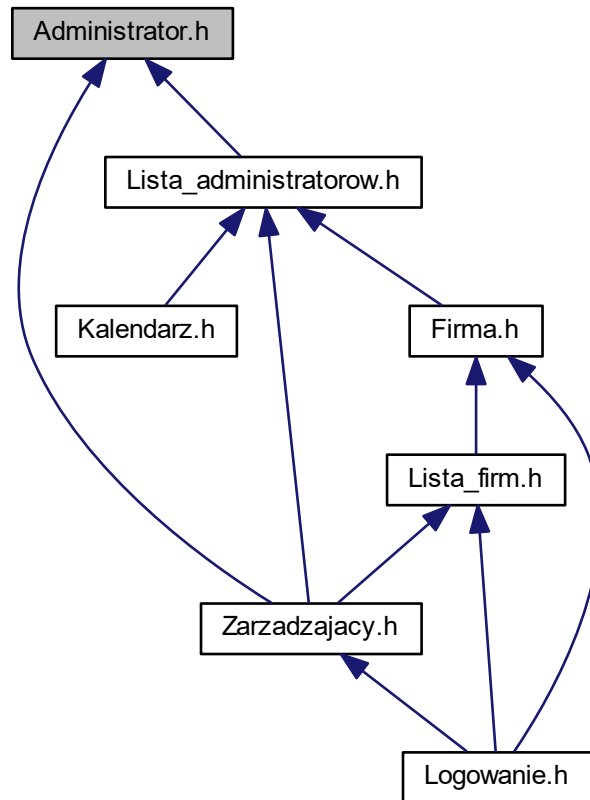 Administrator.h
Lista_administratorow.h
Kalendarz.h
Firma.h
Lista_firm.h
Zarzadzajacy.h
Logowanie.h